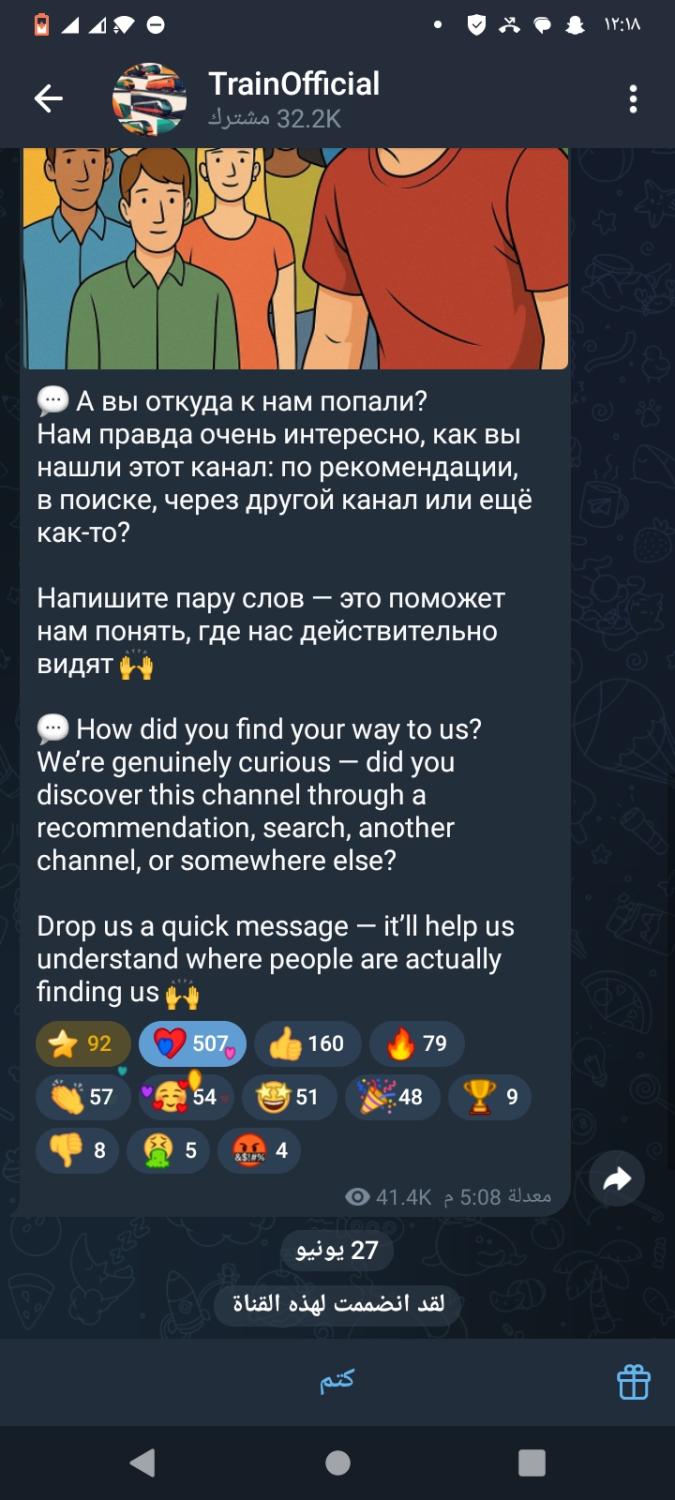 ١٢:١٨
TrainOfficial
32.2K مشترك
💬 А вы откуда к нам попали?
Нам правда очень интересно, как вы
нашли этот канал: по рекомендации,
в поиске, через другой канал или ещё
как-то?
Напишите пару слов — это поможет
нам понять, где нас действительно
видят 🙌
💬 How did you find your way to us?
We’re genuinely curious — did you
discover this channel through a
recommendation, search, another
channel, or somewhere else?
Drop us a quick message — it’ll help us
understand where people are actually
finding us 🙌
⭐ 92 ❤️ 507 👍 160 🔥 79
👏 57 🥰 54 🤩 51 🎉 48 🏆 9
👎 8 🤮 5 🤬 4
41.4K معدلة 5:08 م
27 يونيو
لقد انضممت لهذه القناة
كتم